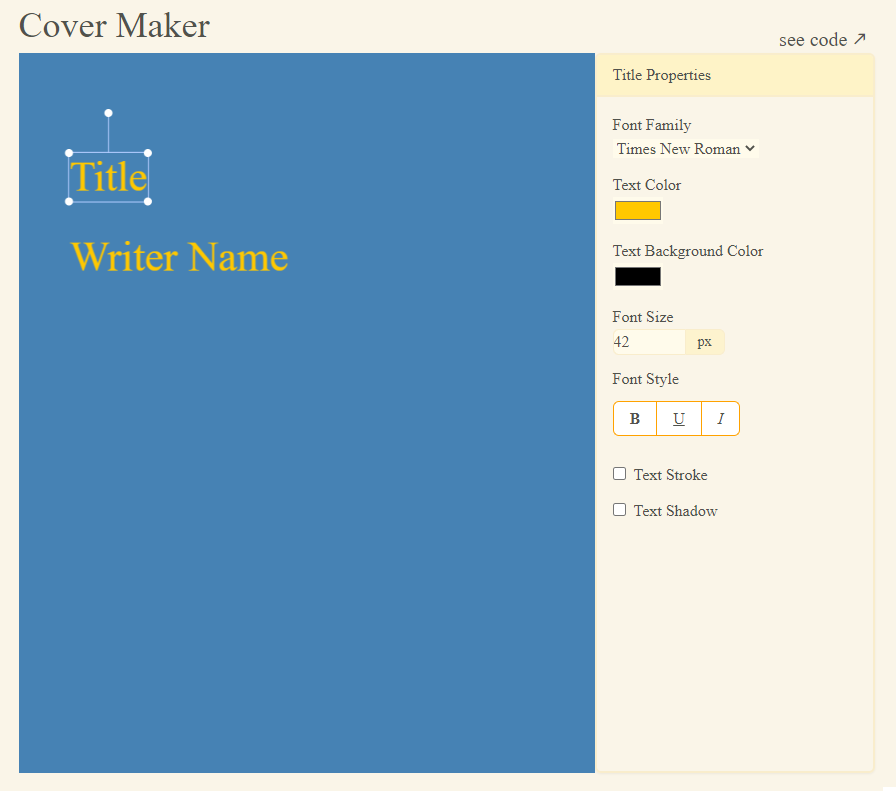 Cover Maker
see code ↗
Title
Writer Name
Title Properties
Font Family
Times New Roman
Text Color
Text Background Color
Font Size
42 px
Font Style
B U I
Text Stroke
Text Shadow